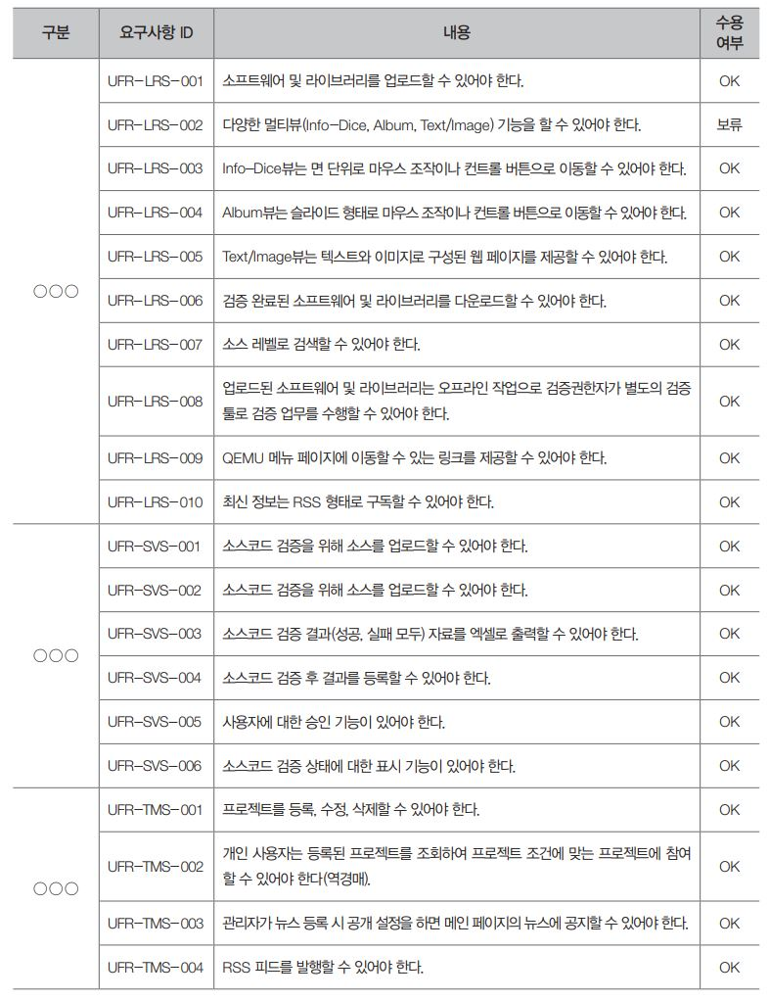 구분 요구사항 ID 내용 수용
여부
UFR-LRS-001 소프트웨어 및 라이브러리를 업로드할 수 있어야 한다. OK
UFR-LRS-002 다양한 멀티뷰(Info-Dice, Album, Text/Image) 기능을 할 수 있어야 한다. 보류
UFR-LRS-003 Info-Dice뷰는 면 단위로 마우스 조작이나 컨트롤 버튼으로 이동할 수 있어야 한다. OK
UFR-LRS-004 Album뷰는 슬라이드 형태로 마우스 조작이나 컨트롤 버튼으로 이동할 수 있어야 한다. OK
UFR-LRS-005 Text/Image뷰는 텍스트와 이미지로 구성된 웹 페이지를 제공할 수 있어야 한다. OK
○○○ UFR-LRS-006 검증 완료된 소프트웨어 및 라이브러리를 다운로드할 수 있어야 한다. OK
UFR-LRS-007 소스 레벨로 검색할 수 있어야 한다. OK
UFR-LRS-008 업로드된 소프트웨어 및 라이브러리는 오프라인 작업으로 검증권한자가 별도의 검증
툴로 검증 업무를 수행할 수 있어야 한다. OK
UFR-LRS-009 QEMU 메뉴 페이지에 이동할 수 있는 링크를 제공할 수 있어야 한다. OK
UFR-LRS-010 최신 정보는 RSS 형태로 구독할 수 있어야 한다. OK
UFR-SVS-001 소스코드 검증을 위해 소스를 업로드할 수 있어야 한다. OK
UFR-SVS-002 소스코드 검증을 위해 소스를 업로드할 수 있어야 한다. OK
○○○ UFR-SVS-003 소스코드 검증 결과(성공, 실패 모두) 자료를 엑셀로 출력할 수 있어야 한다. OK
UFR-SVS-004 소스코드 검증 후 결과를 등록할 수 있어야 한다. OK
UFR-SVS-005 사용자에 대한 승인 기능이 있어야 한다. OK
UFR-SVS-006 소스코드 검증 상태에 대한 표시 기능이 있어야 한다. OK
UFR-TMS-001 프로젝트를 등록, 수정, 삭제할 수 있어야 한다. OK
○○○ UFR-TMS-002 개인 사용자는 등록된 프로젝트를 조회하여 프로젝트 조건에 맞는 프로젝트에 참여
할 수 있어야 한다(역경매). OK
UFR-TMS-003 관리자가 뉴스 등록 시 공개 설정을 하면 메인 페이지의 뉴스에 공지할 수 있어야 한다. OK
UFR-TMS-004 RSS 피드를 발행할 수 있어야 한다. OK